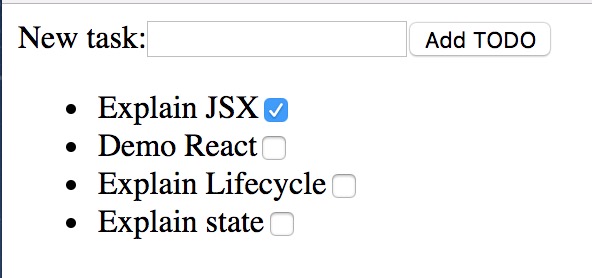 New task: Add TODO
Explain JSX
Demo React
Explain Lifecycle
Explain state